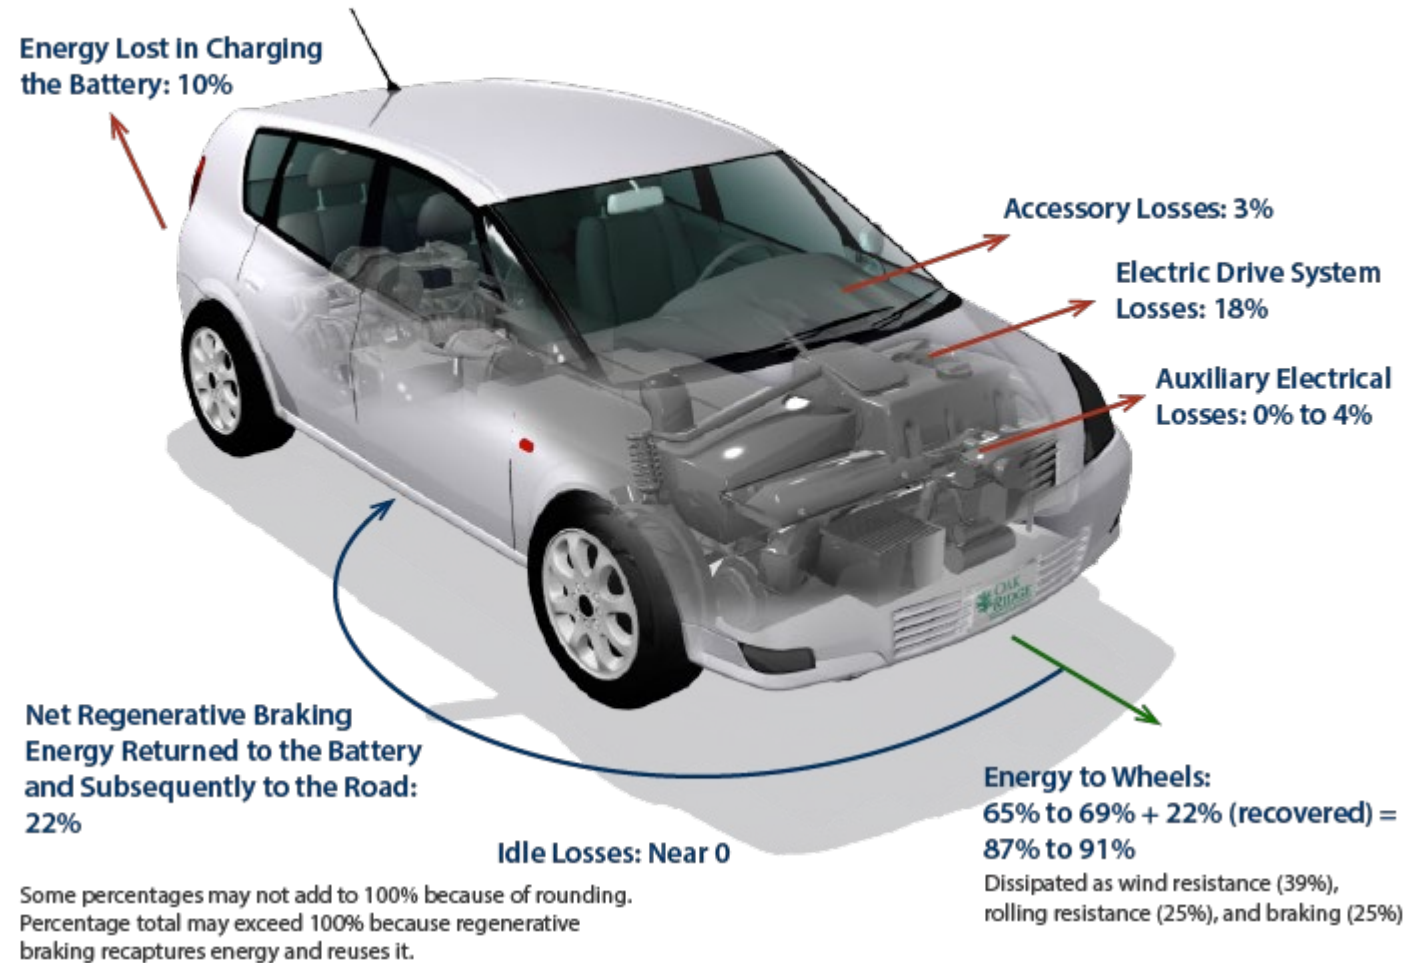 Energy Lost in Charging
the Battery: 10%
Accessory Losses: 3%
Electric Drive System
Losses: 18%
Auxiliary Electrical
Losses: 0% to 4%
OAK
RIDGE
Net Regenerative Braking
Energy Returned to the Battery
and Subsequently to the Road:
22%
Idle Losses: Near 0
Energy to Wheels:
65% to 69% + 22% (recovered) =
87% to 91%
Dissipated as wind resistance (39%),
rolling resistance (25%), and braking (25%)
Some percentages may not add to 100% because of rounding.
Percentage total may exceed 100% because regenerative
braking recaptures energy and reuses it.